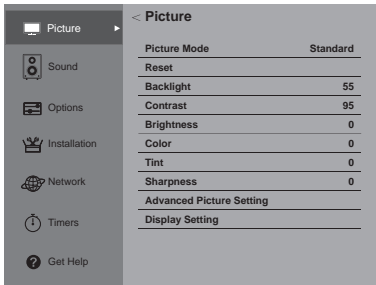 Picture
Sound
Options
Installation
Network
Timers
Get Help
< Picture
Picture Mode Standard
Reset
Backlight 55
Contrast 95
Brightness 0
Color 0
Tint 0
Sharpness 0
Advanced Picture Setting
Display Setting